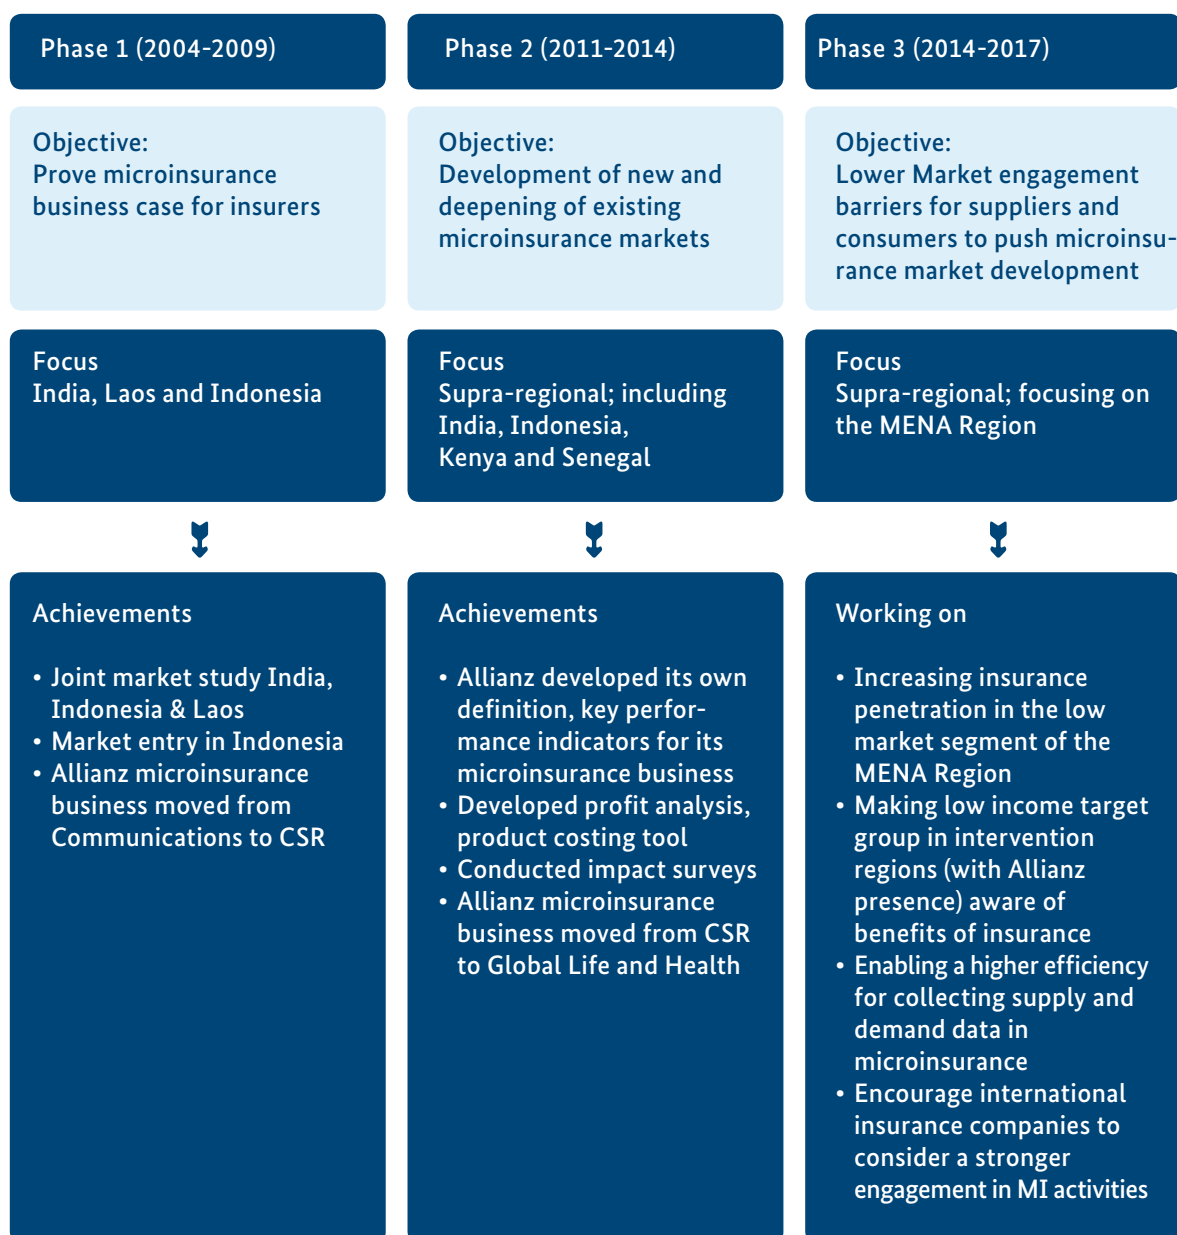 Phase 1 (2004-2009)
Objective:
Prove microinsurance
business case for insurers
Focus
India, Laos and Indonesia
Achievements
• Joint market study India,
Indonesia & Laos
• Market entry in Indonesia
• Allianz microinsurance
business moved from
Communications to CSR
Phase 2 (2011-2014)
Objective:
Development of new and
deepening of existing
microinsurance markets
Focus
Supra-regional; including
India, Indonesia,
Kenya and Senegal
Achievements
• Allianz developed its own
definition, key perfor-
mance indicators for its
microinsurance business
• Developed profit analysis,
product costing tool
• Conducted impact surveys
• Allianz microinsurance
business moved from CSR
to Global Life and Health
Phase 3 (2014-2017)
Objective:
Lower Market engagement
barriers for suppliers and
consumers to push microinsu-
rance market development
Focus
Supra-regional; focusing on
the MENA Region
Working on
• Increasing insurance
penetration in the low
market segment of the
MENA Region
• Making low income target
group in intervention
regions (with Allianz
presence) aware of
benefits of insurance
• Enabling a higher efficiency
for collecting supply and
demand data in
microinsurance
• Encourage international
insurance companies to
consider a stronger
engagement in MI activities